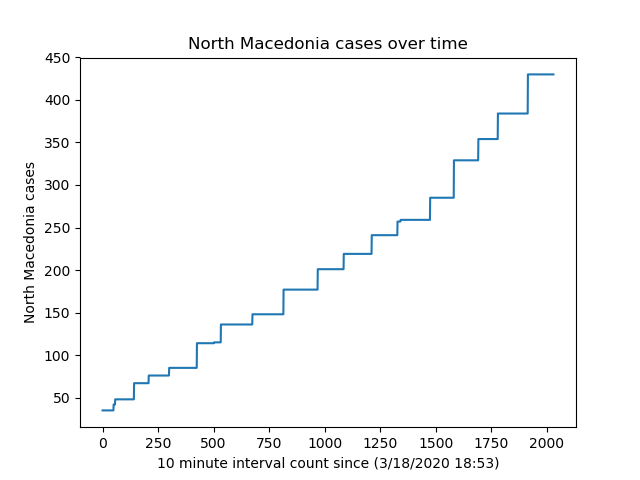 North Macedonia cases over time
450
400
350
300
250
200
150
100
50
North Macedonia cases
0 250 500 750 1000 1250 1500 1750 2000
10 minute interval count since (3/18/2020 18:53)